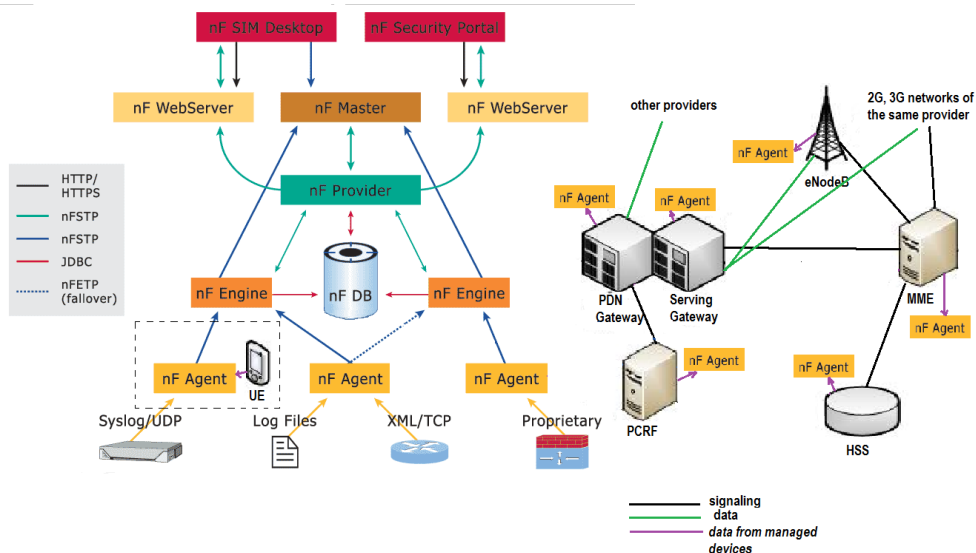 nF SIM Desktop
nF Security Portal
nF WebServer
nF Master
nF WebServer
nF Provider
HTTP/
HTTPS
nFSTP
nFSTP
JDBC
nFETP
(fallover)
nF Engine
nF DB
nF Engine
nF Agent
UE
nF Agent
nF Agent
Syslog/UDP
Log Files
XML/TCP
Proprietary
other providers
2G, 3G networks of
the same provider
nF Agent
eNodeB
nF Agent
nF Agent
PDN
Gateway
Serving
Gateway
MME
nF Agent
nF Agent
PCRF
nF Agent
HSS
signaling
data
data from managed
devices